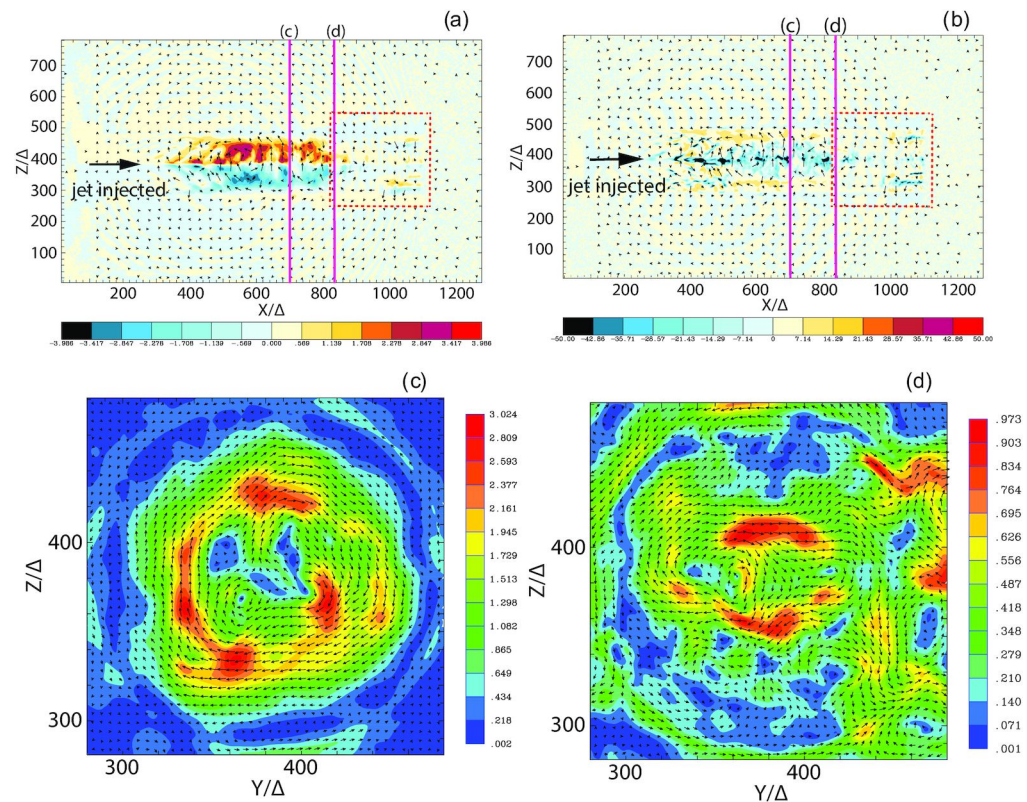 (a)
(b)
(c) (d)
(c) (d)
Z/Δ
700
600
500
400
300
200
100
jet injected
200 400 600 800 1000 1200
X/Δ
-3.986 -3.417 -2.847 -2.278 -1.708 -1.139 -.569 0.000 .569 1.139 1.708 2.278 2.847 3.417 3.986
Z/Δ
700
600
500
400
300
200
100
jet injected
200 400 600 800 1000 1200
X/Δ
-50.00 -42.86 -35.71 -28.57 -21.43 -14.29 -7.14 0 7.14 14.29 21.43 28.57 35.71 42.86 50.00
(c)
Z/Δ
400
300
300 400
Y/Δ
3.024
2.809
2.593
2.377
2.161
1.945
1.729
1.513
1.298
1.082
.865
.649
.434
.218
.002
(d)
Z/Δ
400
300
300 400
Y/Δ
.973
.903
.834
.764
.695
.626
.556
.487
.418
.348
.279
.210
.140
.071
.001